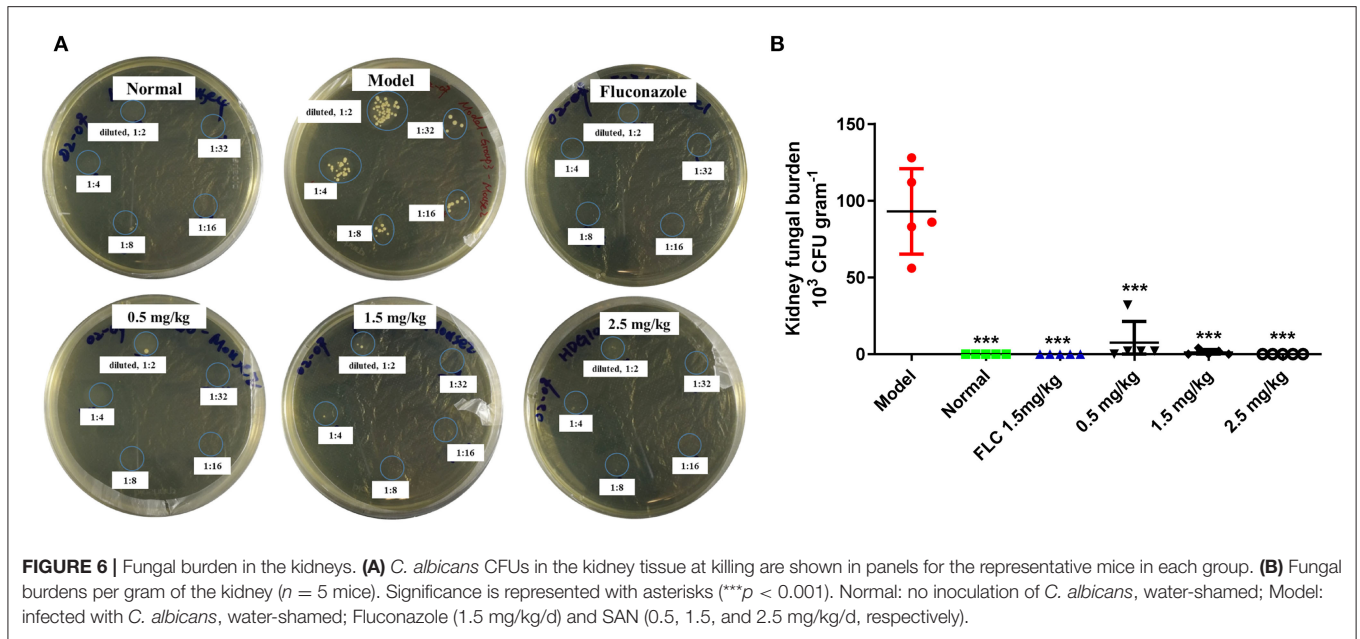 A
B
Normal
diluted, 1:2
1:32
1:4
1:16
1:8
02-09
Model
diluted, 1:2
1:32
1:4
1:16
1:8
Fluconazole
diluted, 1:2
1:4
1:32
1:8
1:16
02-09
0.5 mg/kg
diluted, 1:2
1:32
1:4
1:16
1:8
1.5 mg/kg
diluted, 1:2
1:32
1:4
1:16
1:8
02-09
2.5 mg/kg
diluted, 1:2
1:32
1:4
1:16
1:8
02-09
Kidney fungal burden
10³ CFU gram⁻¹
150
100
50
0
***
***
***
***
***
Model
Normal
FLC 1.5mg/kg
0.5 mg/kg
1.5 mg/kg
2.5 mg/kg
FIGURE 6 | Fungal burden in the kidneys. (A) C. albicans CFUs in the kidney tissue at killing are shown in panels for the representative mice in each group. (B) Fungal
burdens per gram of the kidney (n = 5 mice). Significance is represented with asterisks (***p < 0.001). Normal: no inoculation of C. albicans, water-shamed; Model:
infected with C. albicans, water-shamed; Fluconazole (1.5 mg/kg/d) and SAN (0.5, 1.5, and 2.5 mg/kg/d, respectively).